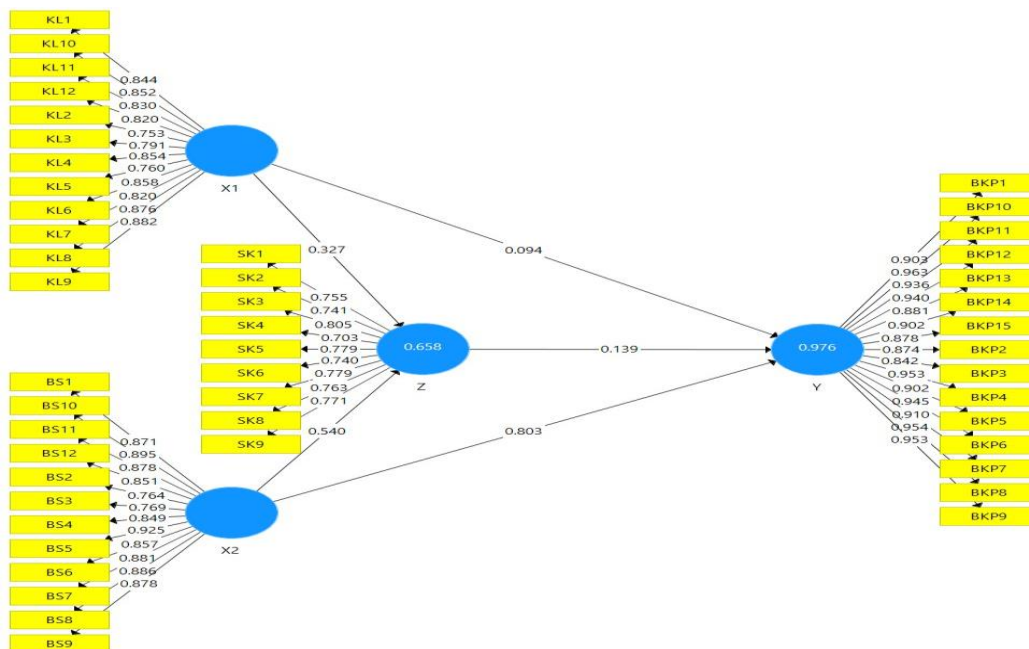 KL1
KL10
KL11
KL12
KL2
KL3
KL4
KL5
KL6
KL7
KL8
KL9
0.844
0.852
0.830
0.820
0.753
0.791
0.854
0.760
0.858
0.820
0.876
0.882
X1
0.327
0.094
SK1
SK2
SK3
SK4
SK5
SK6
SK7
SK8
SK9
0.755
0.741
0.805
0.703
0.779
0.740
0.779
0.763
0.771
0.658
Z
0.139
0.540
0.803
BS1
BS10
BS11
BS12
BS2
BS3
BS4
BS5
BS6
BS7
BS8
BS9
0.871
0.895
0.878
0.851
0.764
0.769
0.849
0.925
0.857
0.881
0.886
0.878
X2
0.976
Y
0.903
0.963
0.936
0.940
0.881
0.902
0.878
0.874
0.842
0.953
0.902
0.945
0.910
0.954
0.953
BKP1
BKP10
BKP11
BKP12
BKP13
BKP14
BKP15
BKP2
BKP3
BKP4
BKP5
BKP6
BKP7
BKP8
BKP9